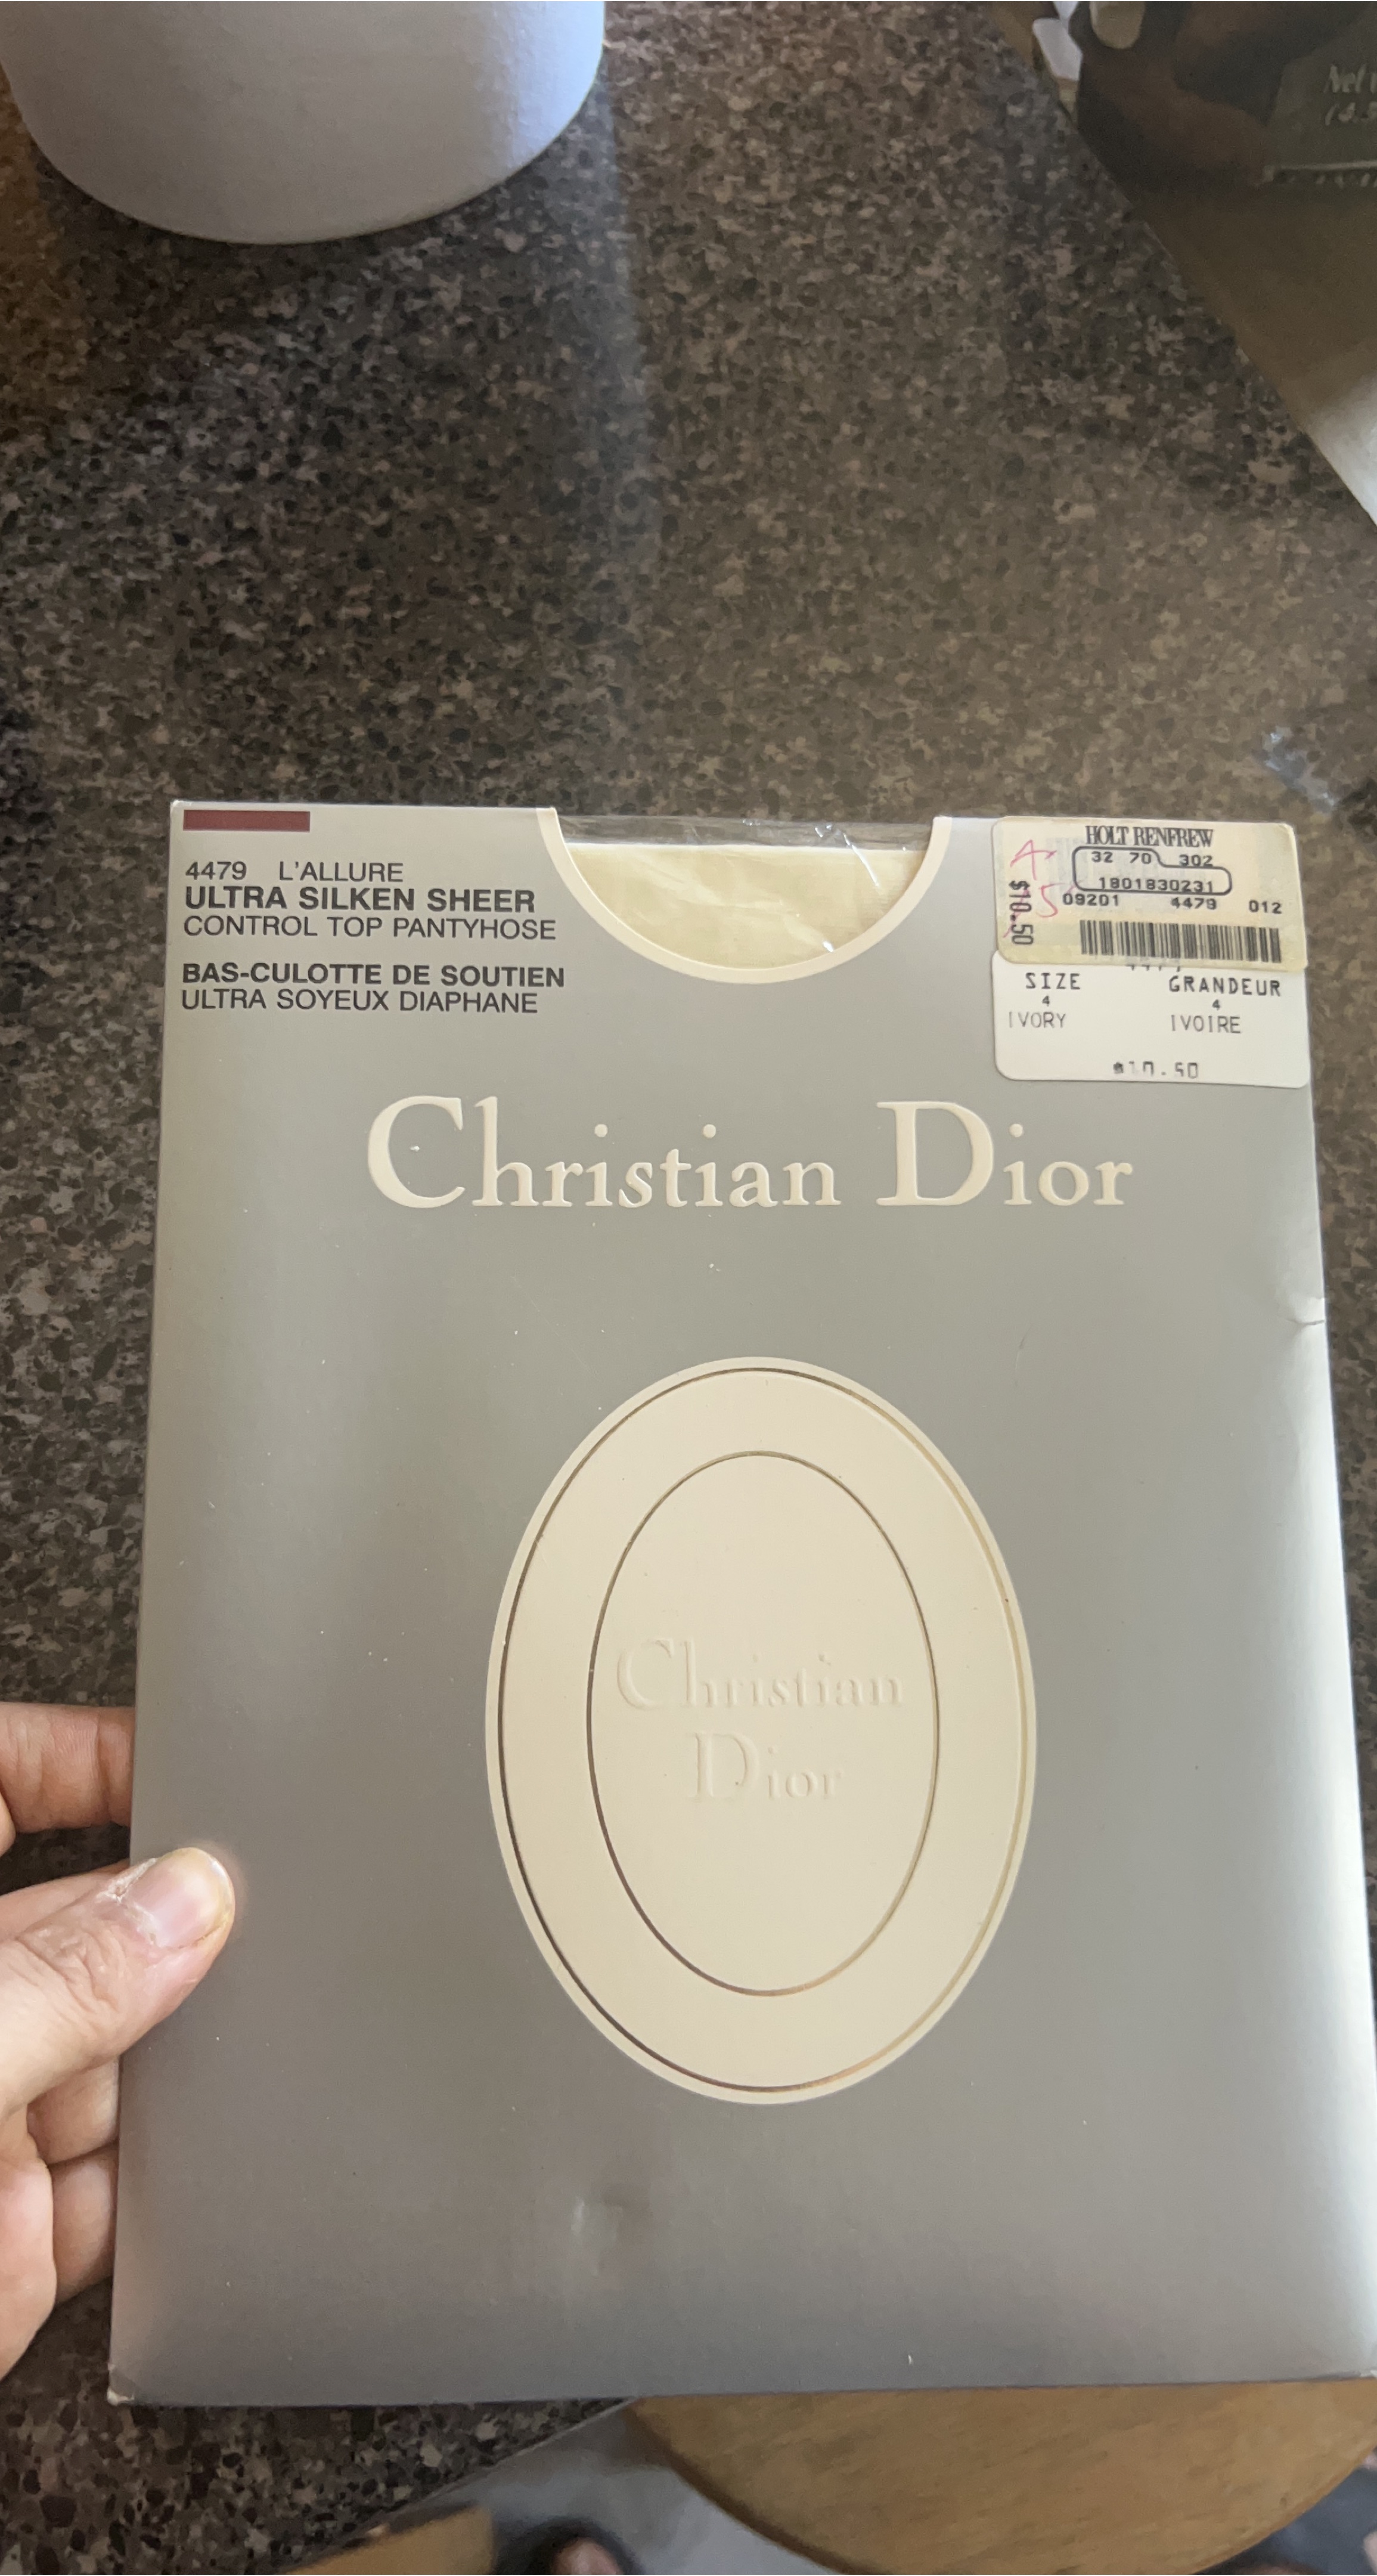 4479 L'ALLURE
ULTRA SILKEN SHEER
CONTROL TOP PANTYHOSE
BAS-CULOTTE DE SOUTIEN
ULTRA SOYEUX DIAPHANE
HOLT RENFREW
32 70 302
1801830231
09201 4479 012
$10.50
SIZE GRANDEUR
4 4
IVORY IVOIRE
$10.50
Christian Dior
Christian
Dior